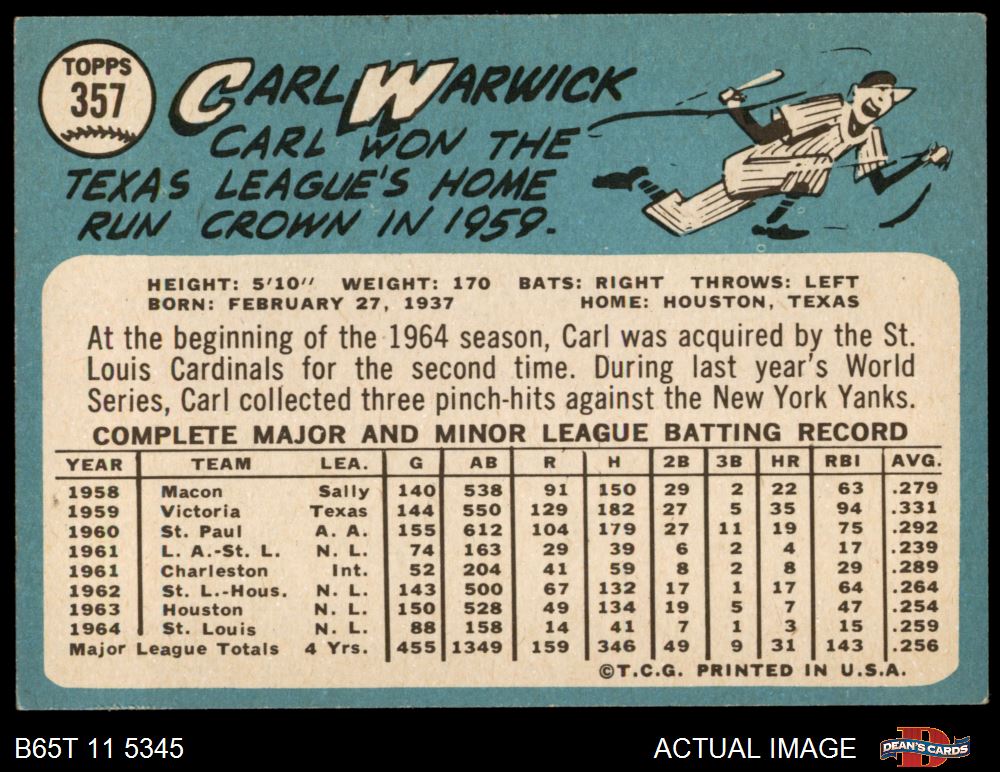 TOPPS
357
CARL WARWICK
CARL WON THE
TEXAS LEAGUE'S HOME
RUN CROWN IN 1959.
HEIGHT: 5'10" WEIGHT: 170 BATS: RIGHT THROWS: LEFT
BORN: FEBRUARY 27, 1937 HOME: HOUSTON, TEXAS
At the beginning of the 1964 season, Carl was acquired by the St.
Louis Cardinals for the second time. During last year's World
Series, Carl collected three pinch-hits against the New York Yanks.
COMPLETE MAJOR AND MINOR LEAGUE BATTING RECORD
YEAR TEAM LEA. G AB R H 2B 3B HR RBI AVG.
1958 Macon Sally 140 538 91 150 29 2 22 63 .279
1959 Victoria Texas 144 550 129 182 27 5 35 94 .331
1960 St. Paul A. A. 155 612 104 179 27 11 19 75 .292
1961 L. A.-St. L. N. L. 74 163 29 39 6 2 4 17 .239
1961 Charleston Int. 52 204 41 59 8 2 8 29 .289
1962 St. L.-Hous. N. L. 143 500 67 132 17 1 17 64 .264
1963 Houston N. L. 150 528 49 134 19 5 7 47 .254
1964 St. Louis N. L. 88 158 14 41 7 1 3 15 .259
Major League Totals 4 Yrs. 455 1349 159 346 49 9 31 143 .256
©T.C.G. PRINTED IN U.S.A.
B65T 11 5345 ACTUAL IMAGE D DEAN'S CARDS